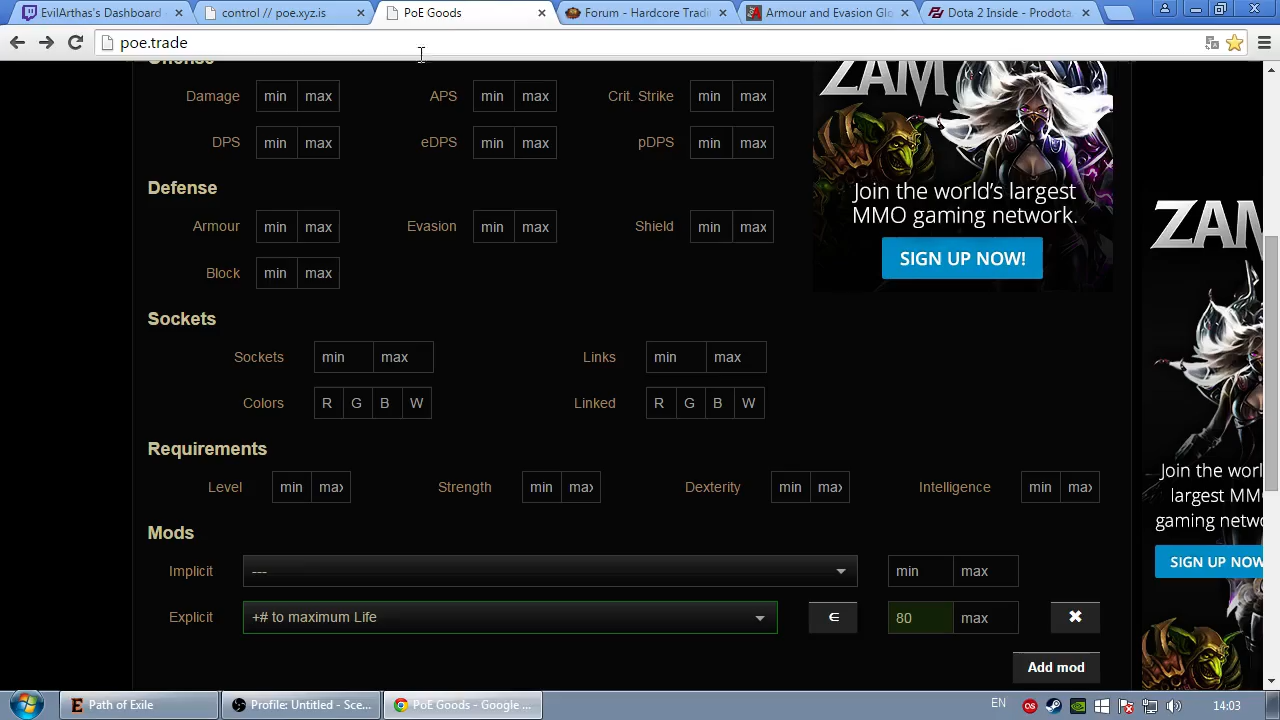 EvilArthas's Dashboard
control // poe.xyz.is
PoE Goods
Forum - Hardcore Tradi
Armour and Evasion Glo
Dota 2 Inside - Prodota.
poe.trade
Offense
Damage min max APS min max Crit. Strike min max
DPS min max eDPS min max pDPS min max
Defense
Armour min max Evasion min max Shield min max
Block min max
Sockets
Sockets min max Links min max
Colors R G B W Linked R G B W
Requirements
Level min max Strength min max Dexterity min max Intelligence min max
Mods
Implicit --- min max
Explicit +# to maximum Life ∈ 80 max ✖
Add mod
ZAM
Join the world's largest
MMO gaming network.
SIGN UP NOW!
ZAM
Join the worl
largest MM
gaming netw
SIGN UP NOW
Path of Exile
Profile: Untitled - Sce...
PoE Goods - Google ...
EN
14:03